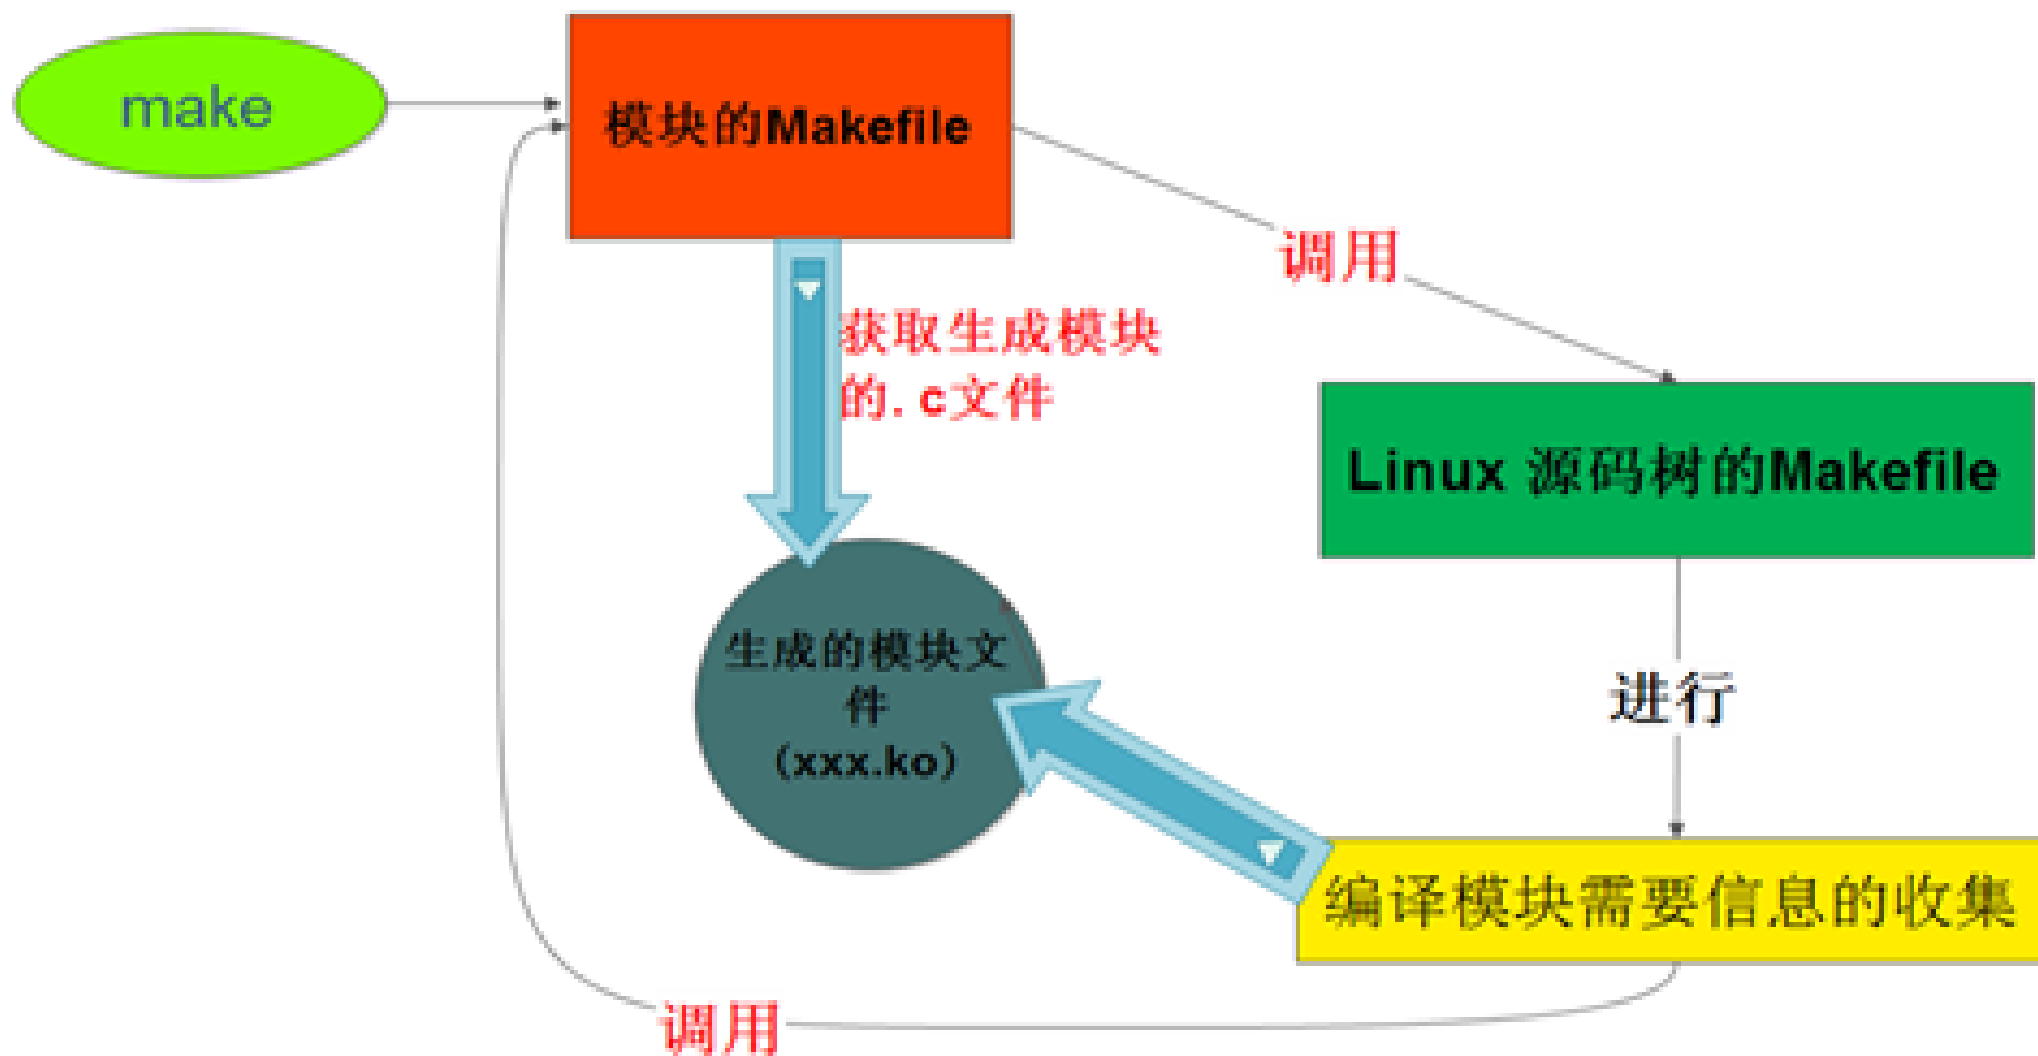 make
模块的Makefile
调用
获取生成模块
的.c文件
Linux 源码树的Makefile
生成的模块文
件
(xxx.ko)
进行
编译模块需要信息的收集
调用